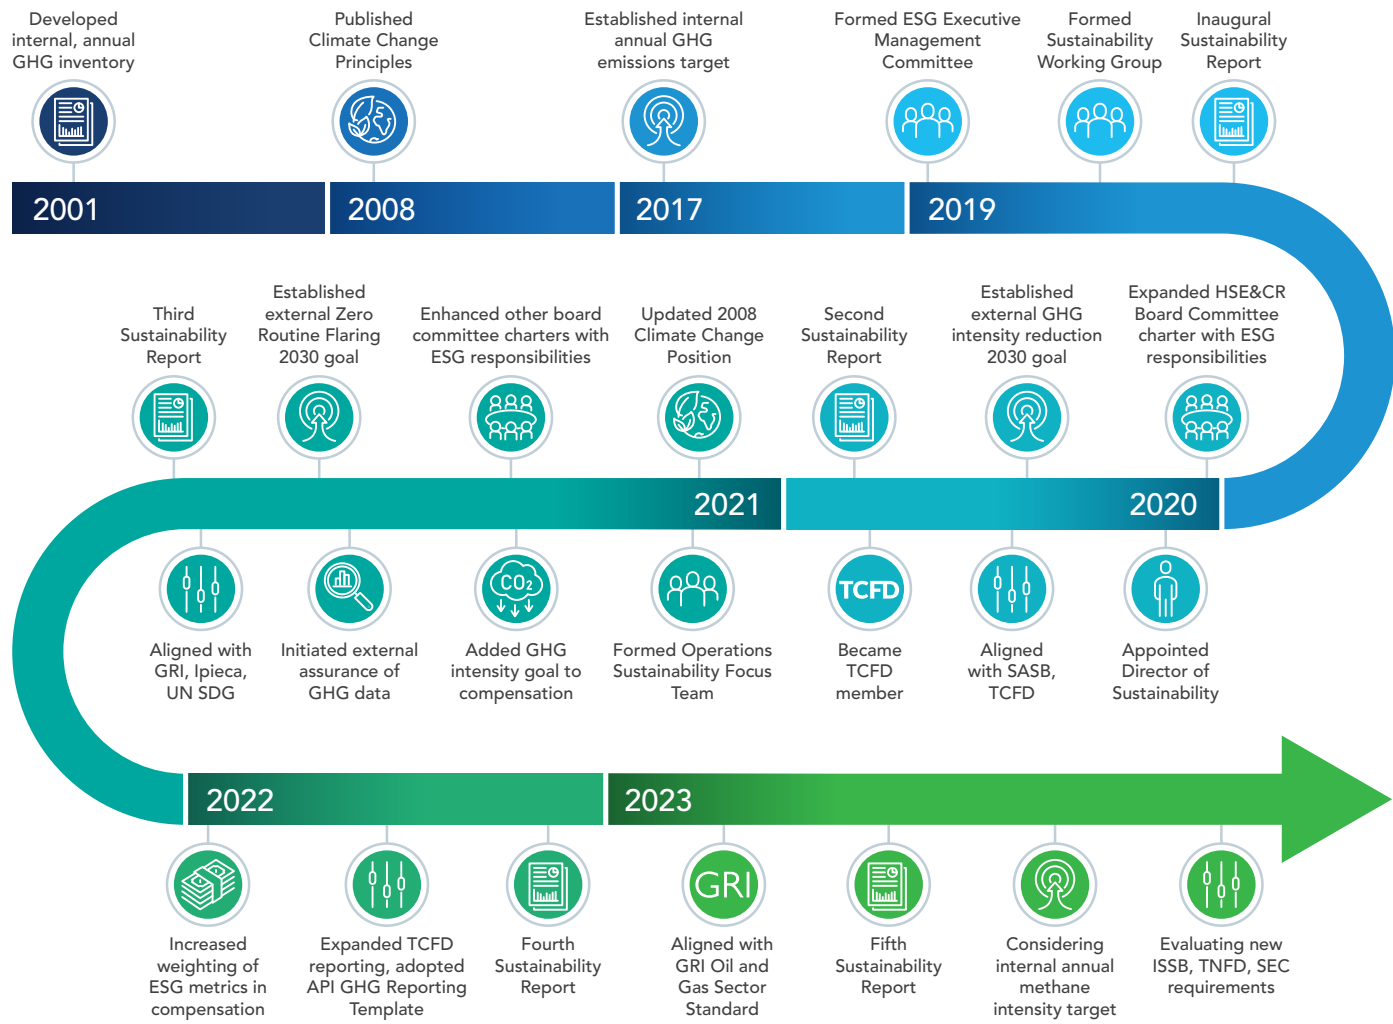 Developed
internal, annual
GHG inventory
Published
Climate Change
Principles
Established internal
annual GHG
emissions target
Formed ESG Executive
Management
Committee
Formed
Sustainability
Working Group
Inaugural
Sustainability
Report
2001
2008
2017
2019
Third
Sustainability
Report
Established
external Zero
Routine Flaring
2030 goal
Enhanced other board
committee charters with
ESG responsibilities
Updated 2008
Climate Change
Position
Second
Sustainability
Report
Established
external GHG
intensity reduction
2030 goal
Expanded HSE&CR
Board Committee
charter with ESG
responsibilities
2021
2020
CO₂
TCFD
Aligned with
GRI, Ipieca,
UN SDG
Initiated external
assurance of
GHG data
Added GHG
intensity goal to
compensation
Formed Operations
Sustainability Focus
Team
Became
TCFD
member
Aligned
with SASB,
TCFD
Appointed
Director of
Sustainability
2022
2023
GRI
Increased
weighting of
ESG metrics in
compensation
Expanded TCFD
reporting, adopted
API GHG Reporting
Template
Fourth
Sustainability
Report
Aligned with
GRI Oil and
Gas Sector
Standard
Fifth
Sustainability
Report
Considering
internal annual
methane
intensity target
Evaluating new
ISSB, TNFD, SEC
requirements